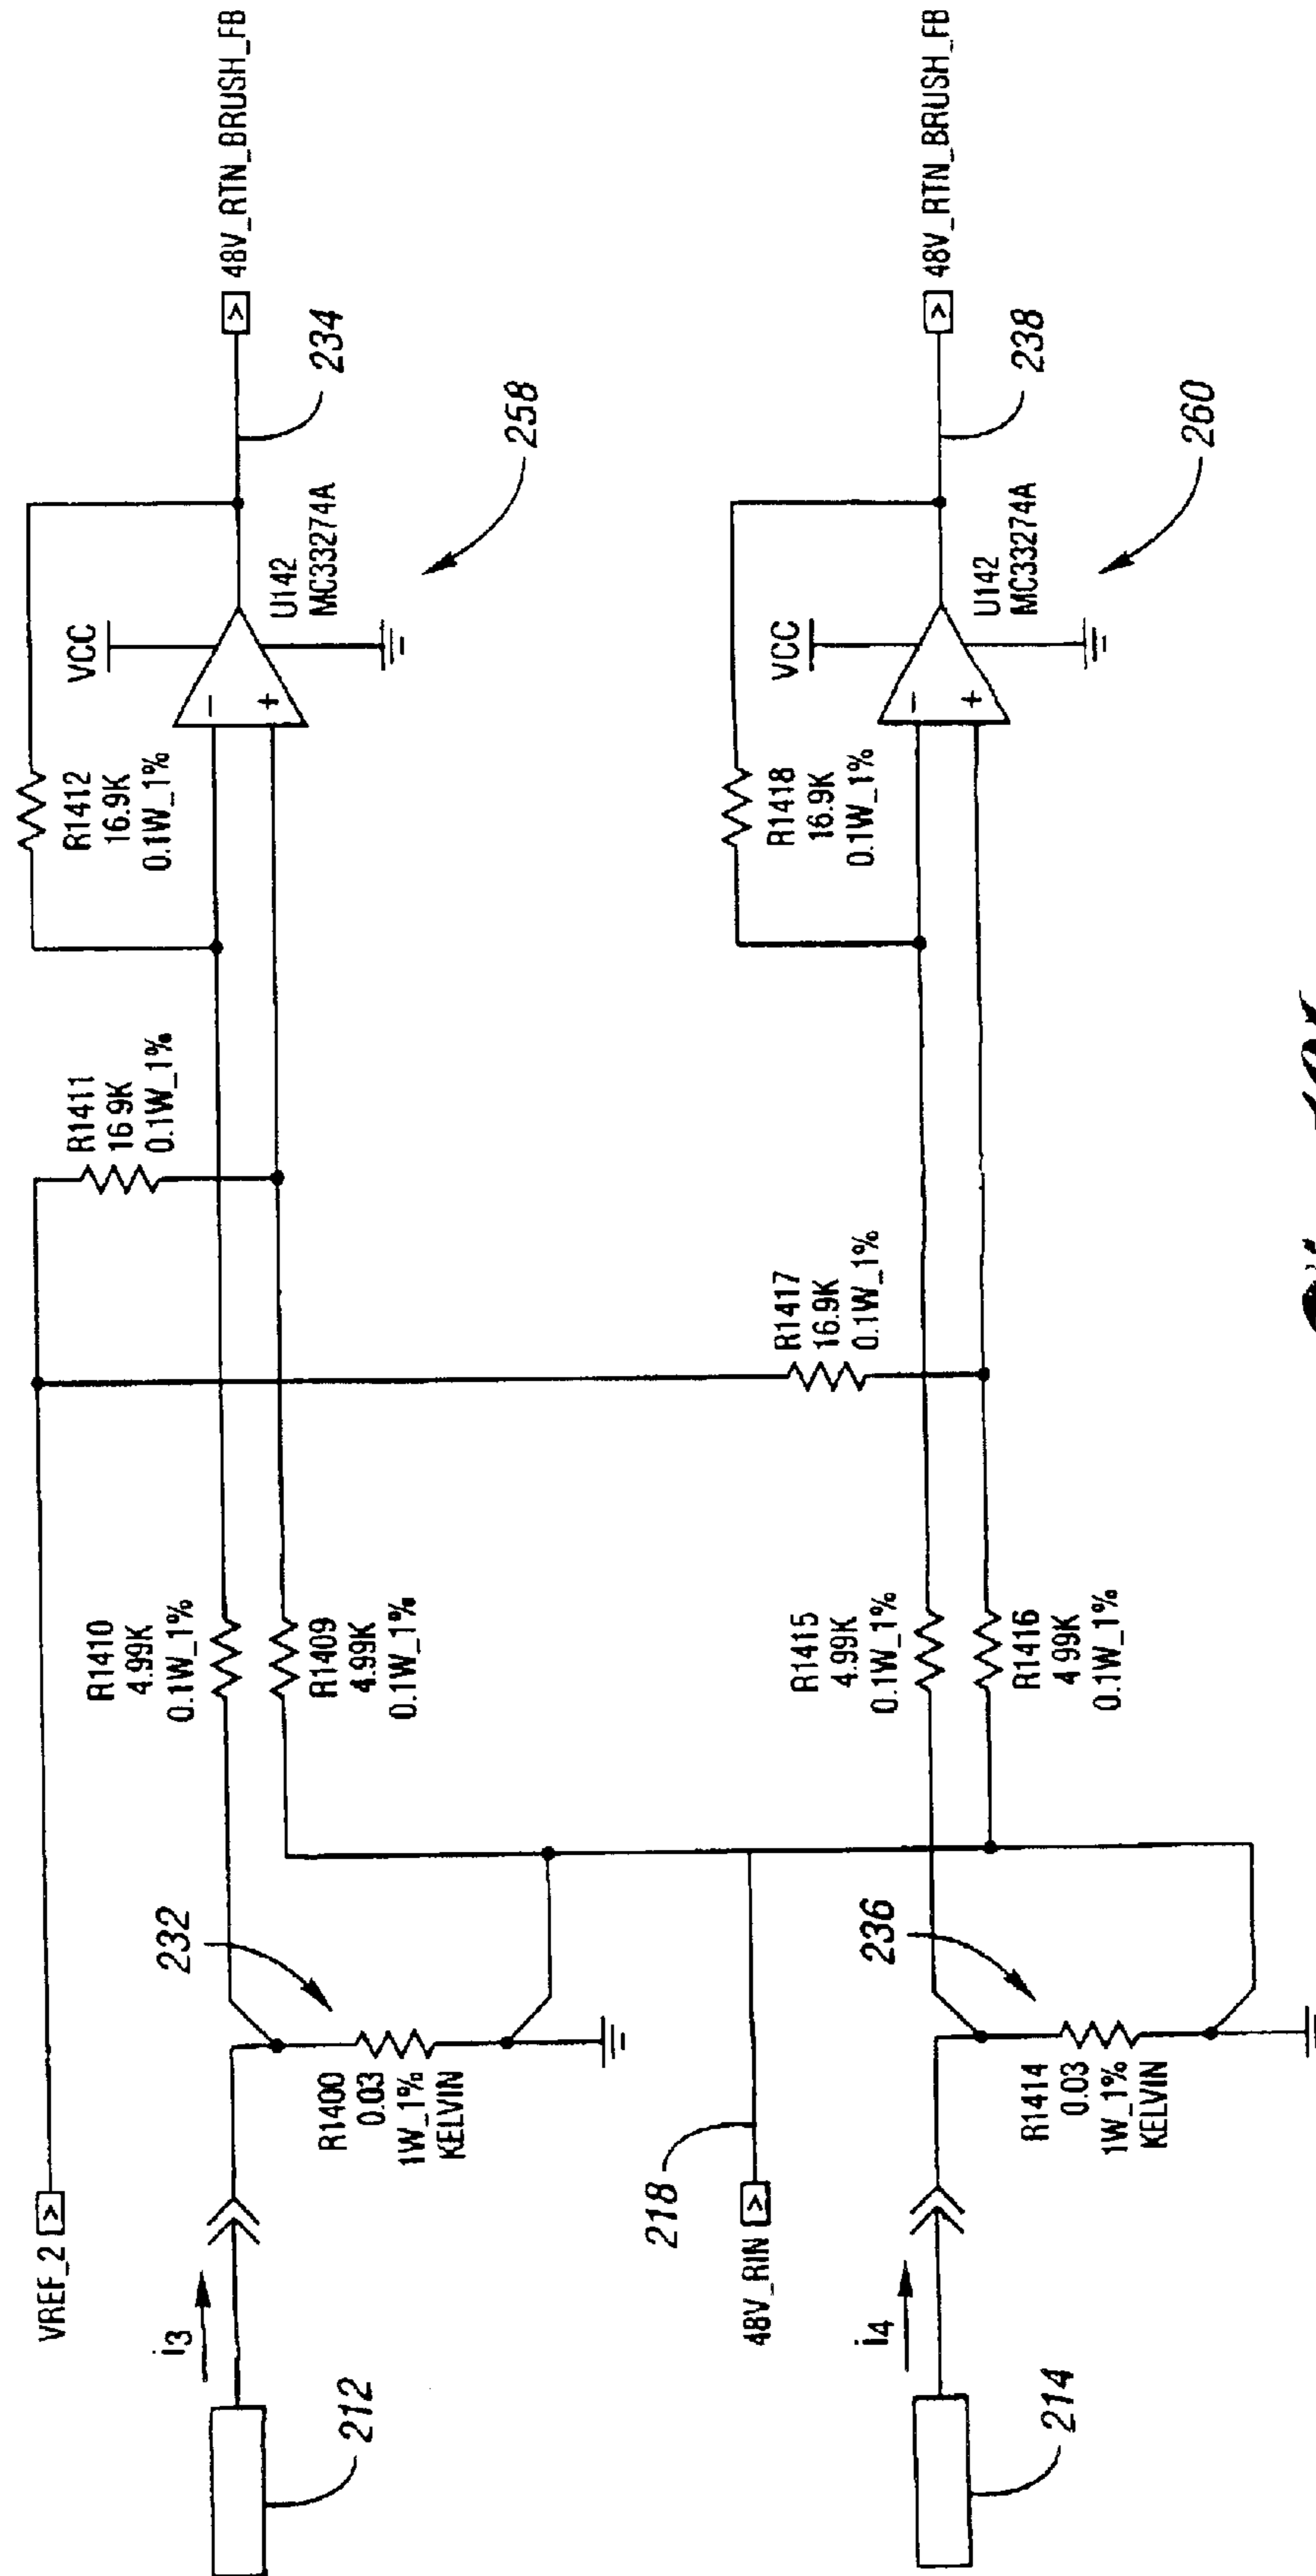 VREF_2
i3
212
R1400
0.03
1W_1%
KELVIN
232
R1410
4.99K
0.1W_1%
R1409
4.99K
0.1W_1%
R1411
16.9K
0.1W_1%
R1412
16.9K
0.1W_1%
VCC
-
+
U142
MC33274A
258
234
48V_RTN_BRUSH_FB
218
48V_RIN
i4
214
R1414
0.03
1W_1%
KELVIN
236
R1415
4.99K
0.1W_1%
R1416
4.99K
0.1W_1%
R1417
16.9K
0.1W_1%
R1418
16.9K
0.1W_1%
VCC
-
+
U142
MC33274A
260
238
48V_RTN_BRUSH_FB